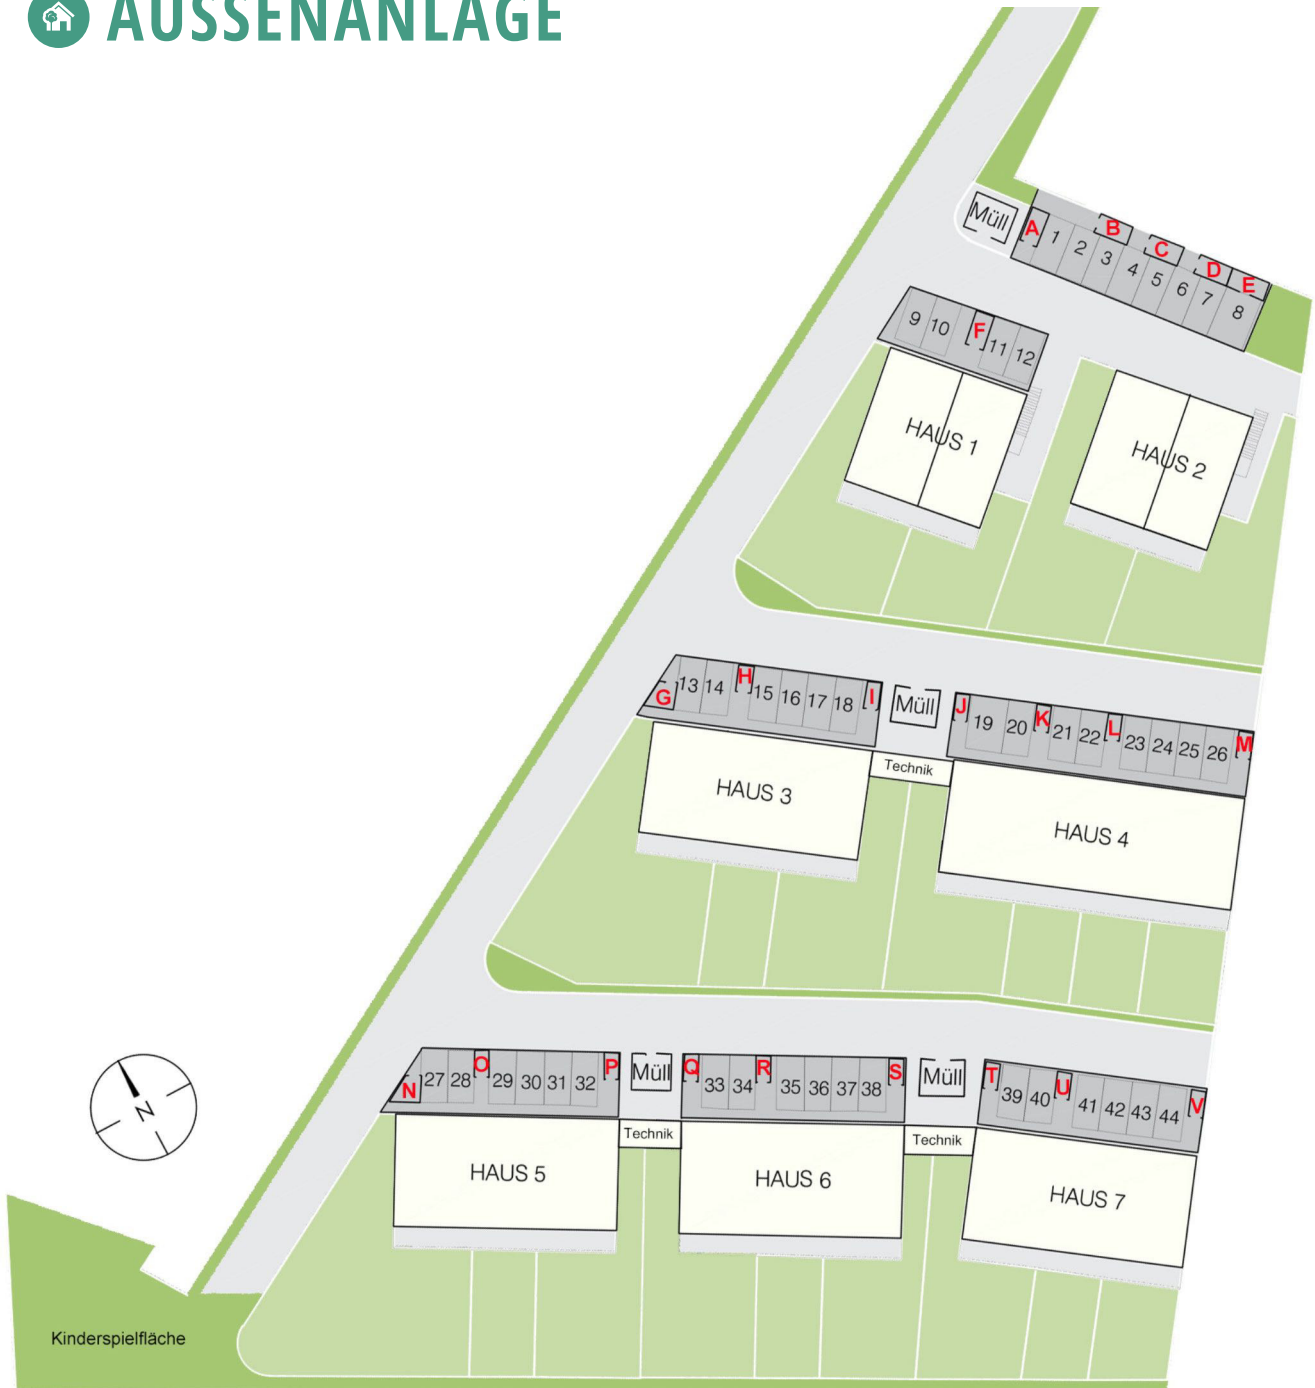 AUSSENANLAGE
Müll
A 1 2 3 4 5 6 7 8
B C D E
9 10 F 11 12
HAUS 1
HAUS 2
G 13 14 H 15 16 17 18 I
Müll
J 19 20 K 21 22 L 23 24 25 26 M
Technik
HAUS 3
HAUS 4
N 27 28 O 29 30 31 32 P
Müll
Q 33 34 R 35 36 37 38 S
Müll
T 39 40 U 41 42 43 44 V
N
Technik
Technik
HAUS 5
HAUS 6
HAUS 7
Kinderspielfläche